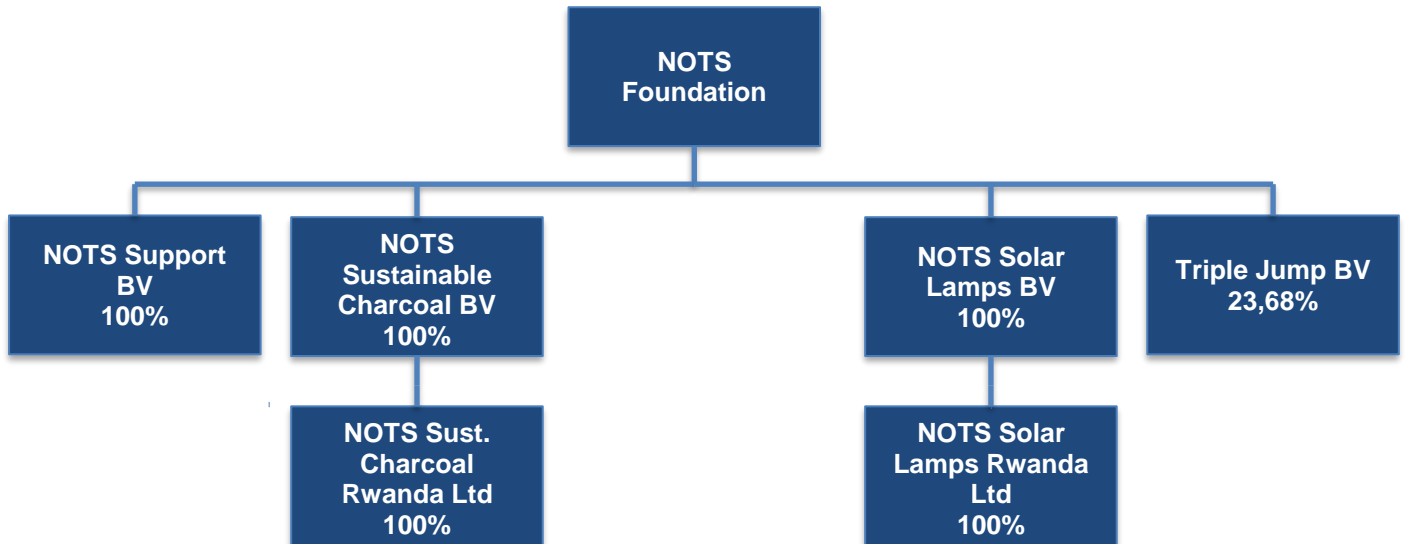 NOTS
Foundation
NOTS Support
BV
100%
NOTS
Sustainable
Charcoal BV
100%
NOTS Solar
Lamps BV
100%
Triple Jump BV
23,68%
NOTS Sust.
Charcoal
Rwanda Ltd
100%
NOTS Solar
Lamps Rwanda
Ltd
100%